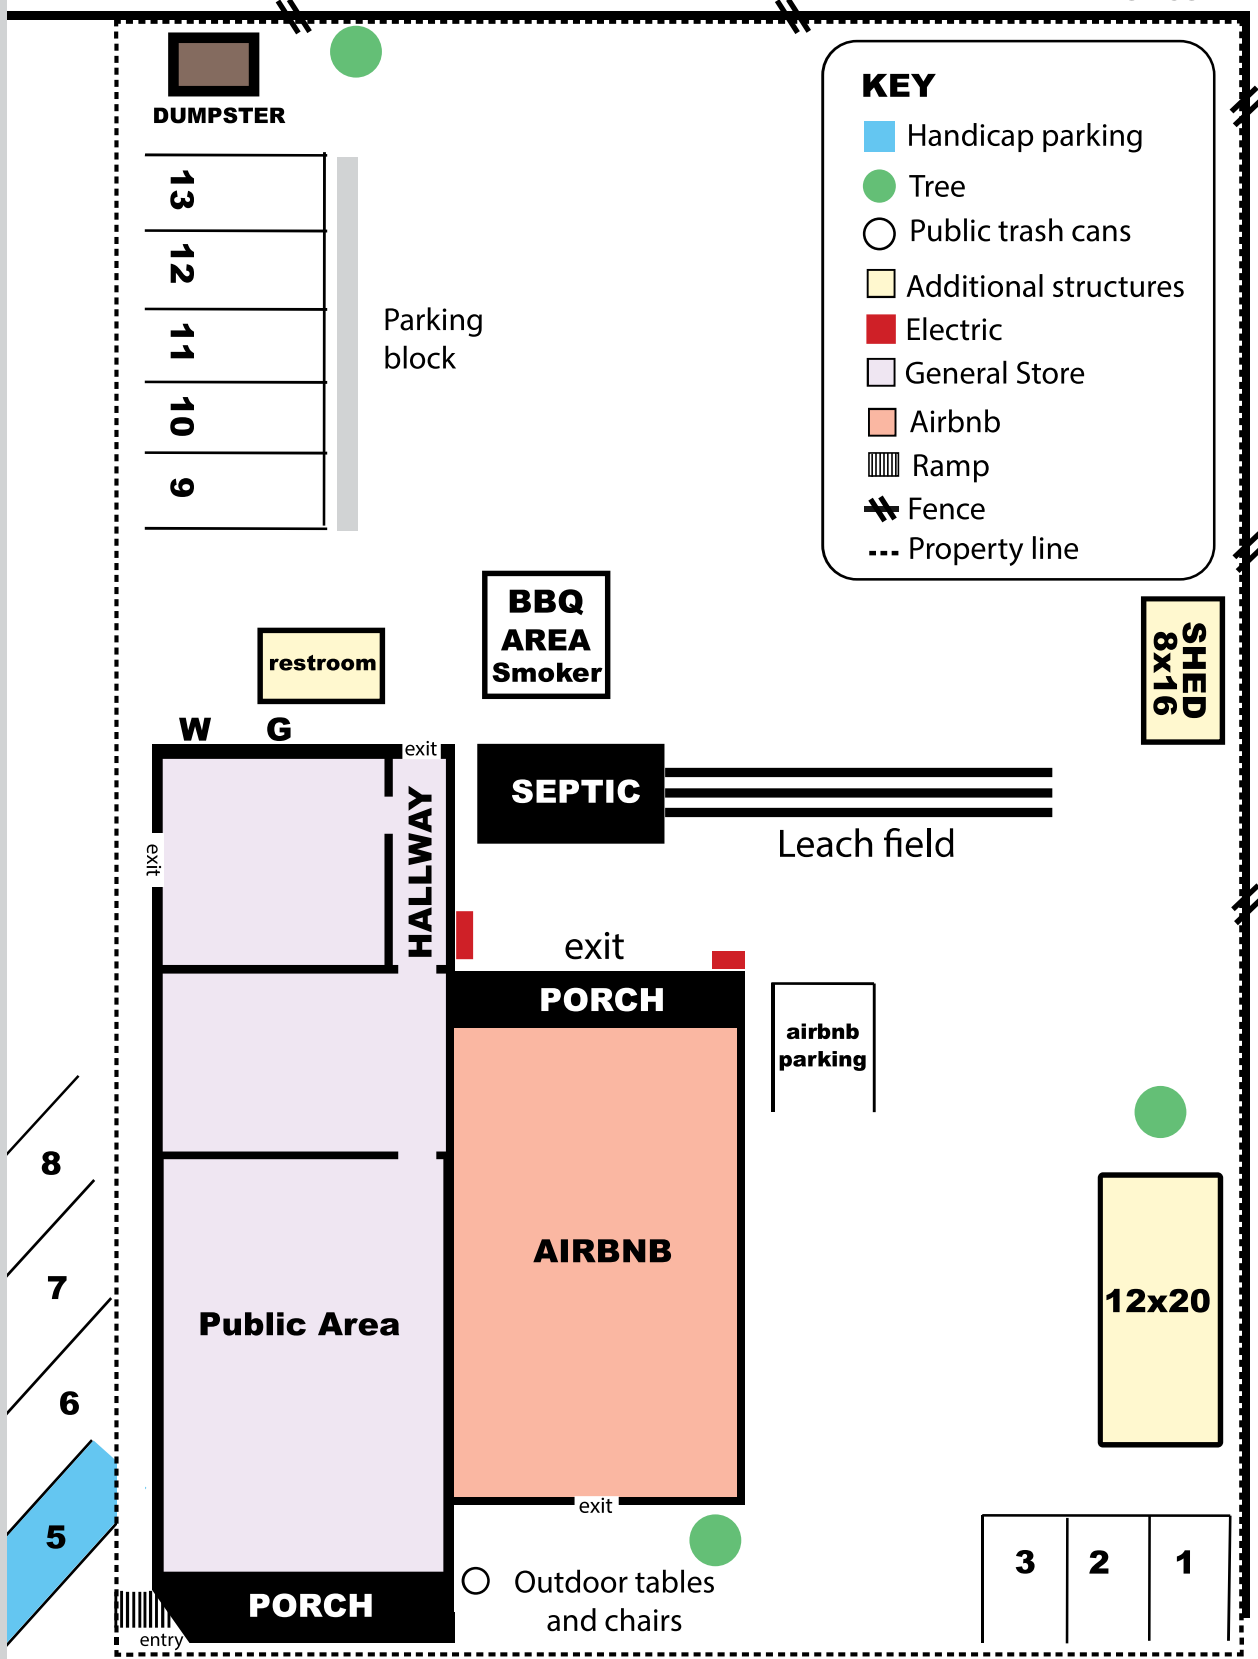 DUMPSTER
13
12
11
10
9
Parking
block
KEY
Handicap parking
Tree
Public trash cans
Additional structures
Electric
General Store
Airbnb
Ramp
Fence
Property line
BBQ
AREA
Smoker
restroom
SHED
8x16
W G
exit
HALLWAY
exit
SEPTIC
Leach field
exit
PORCH
airbnb
parking
8
7
6
5
AIRBNB
Public Area
12x20
exit
3 2 1
Outdoor tables
and chairs
PORCH
entry